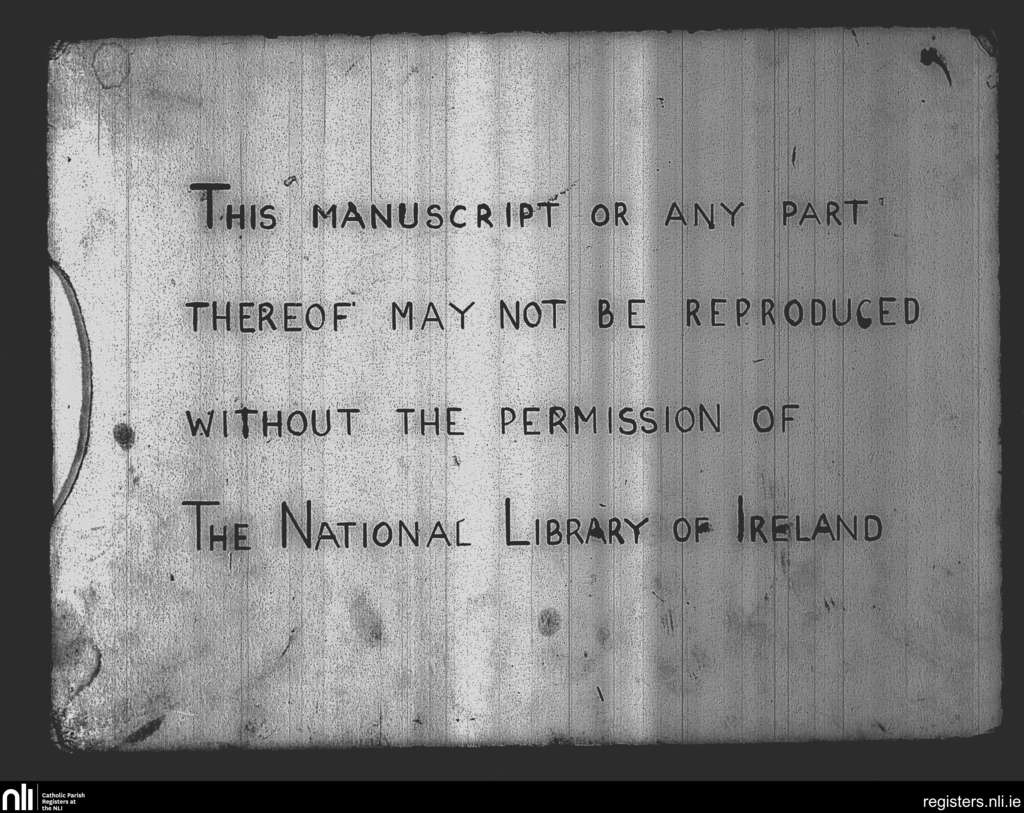 THIS MANUSCRIPT OR ANY PART
THEREOF MAY NOT BE REPRODUCED
WITHOUT THE PERMISSION OF
THE NATIONAL LIBRARY OF IRELAND
nli
Catholic Parish
Registers at
the NLI
registers.nli.ie